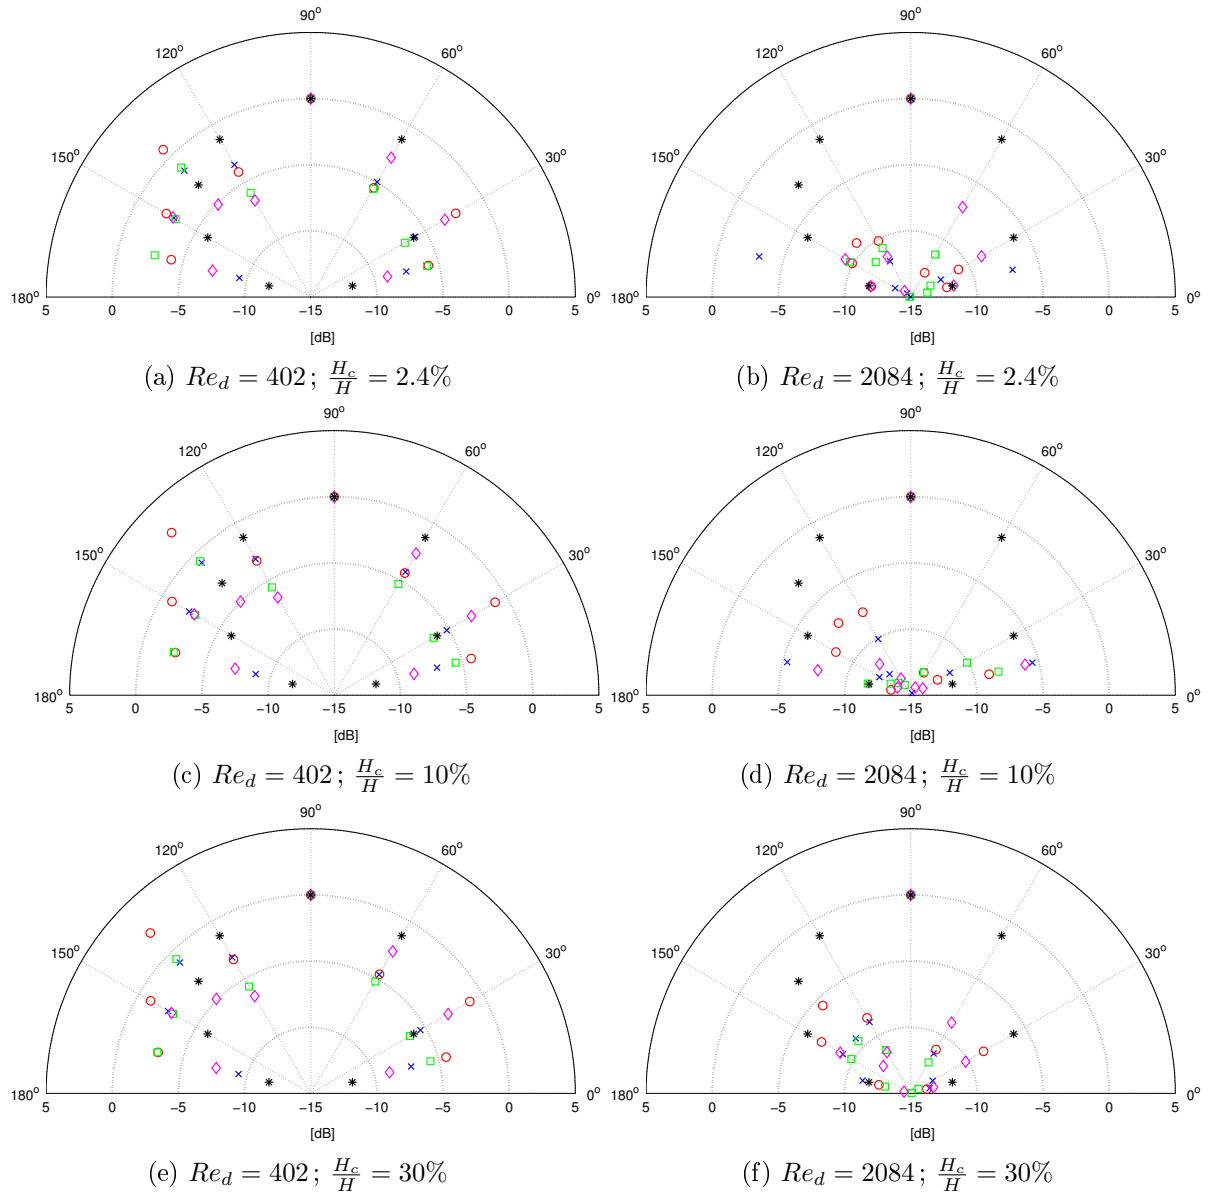 90° 90°
120° 60° 120° 60°
150° 30° 150° 30°
180° 0° 180° 0°
5 0 −5 −10 −15 −10 −5 0 5 5 0 −5 −10 −15 −10 −5 0 5
[dB] [dB]
(a) Re_d = 402 ; H_c/H = 2.4% (b) Re_d = 2084 ; H_c/H = 2.4%
90° 90°
120° 60° 120° 60°
150° 30° 150° 30°
180° 0° 180° 0°
5 0 −5 −10 −15 −10 −5 0 5 5 0 −5 −10 −15 −10 −5 0 5
[dB] [dB]
(c) Re_d = 402 ; H_c/H = 10% (d) Re_d = 2084 ; H_c/H = 10%
90° 90°
120° 60° 120° 60°
150° 30° 150° 30°
180° 0° 180° 0°
5 0 −5 −10 −15 −10 −5 0 5 5 0 −5 −10 −15 −10 −5 0 5
[dB] [dB]
(e) Re_d = 402 ; H_c/H = 30% (f) Re_d = 2084 ; H_c/H = 30%